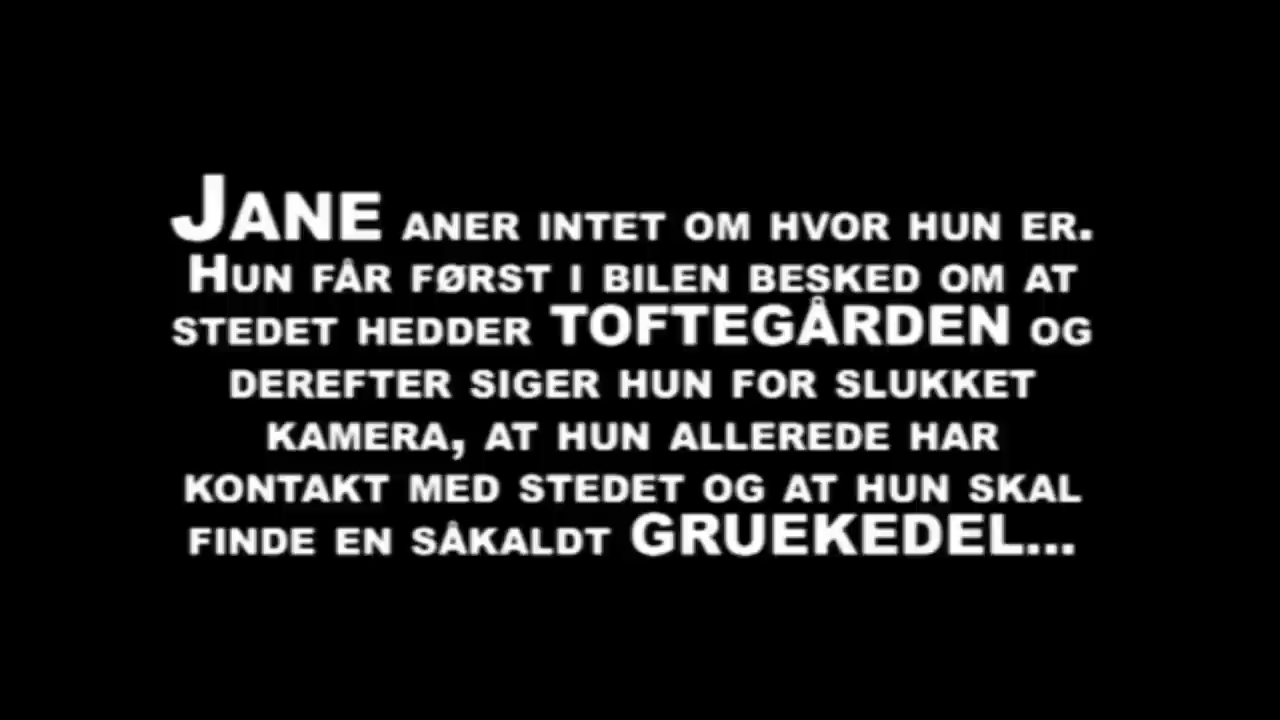 JANE ANER INTET OM HVOR HUN ER.
HUN FÅR FØRST I BILEN BESKED OM AT
STEDET HEDDER TOFTEGÅRDEN OG
DEREFTER SIGER HUN FOR SLUKKET
KAMERA, AT HUN ALLEREDE HAR
KONTAKT MED STEDET OG AT HUN SKAL
FINDE EN SÅKALDT GRUEKEDEL...